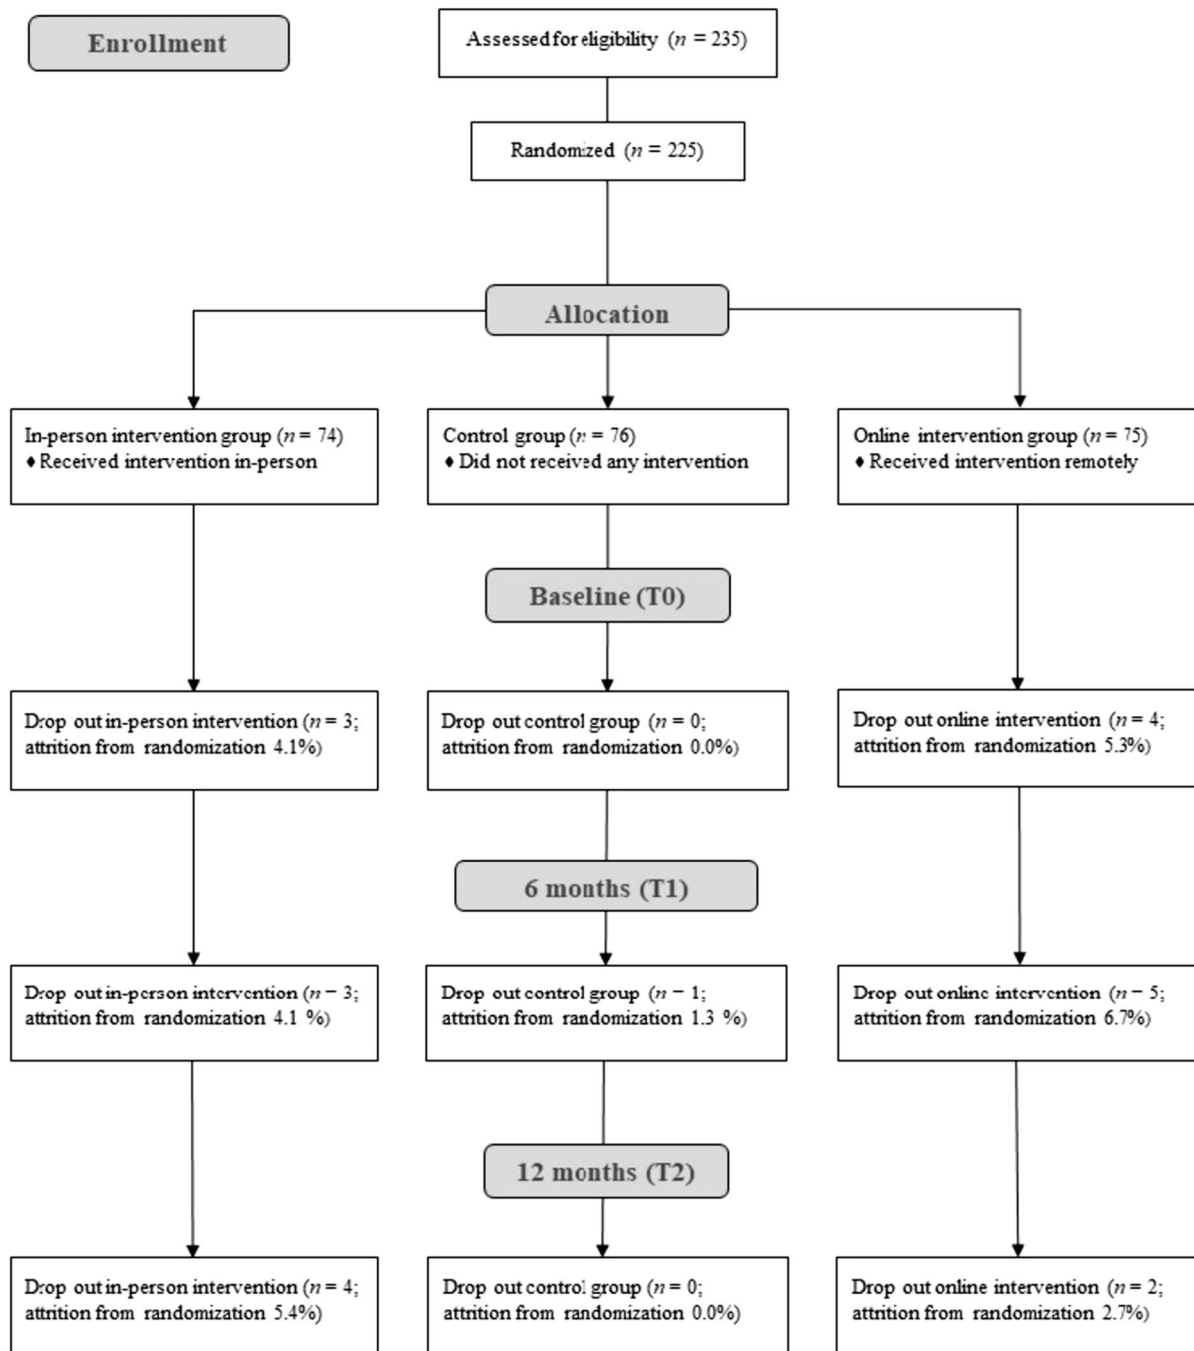 Enrollment
Assessed for eligibility (n = 235)
Randomized (n = 225)
Allocation
In-person intervention group (n = 74)
♦ Received intervention in-person
Control group (n = 76)
♦ Did not received any intervention
Online intervention group (n = 75)
♦ Received intervention remotely
Baseline (T0)
Drop out in-person intervention (n = 3;
attrition from randomization 4.1%)
Drop out control group (n = 0;
attrition from randomization 0.0%)
Drop out online intervention (n = 4;
attrition from randomization 5.3%)
6 months (T1)
Drop out in-person intervention (n = 3;
attrition from randomization 4.1 %)
Drop out control group (n = 1;
attrition from randomization 1.3 %)
Drop out online intervention (n = 5;
attrition from randomization 6.7%)
12 months (T2)
Drop out in-person intervention (n = 4;
attrition from randomization 5.4%)
Drop out control group (n = 0;
attrition from randomization 0.0%)
Drop out online intervention (n = 2;
attrition from randomization 2.7%)